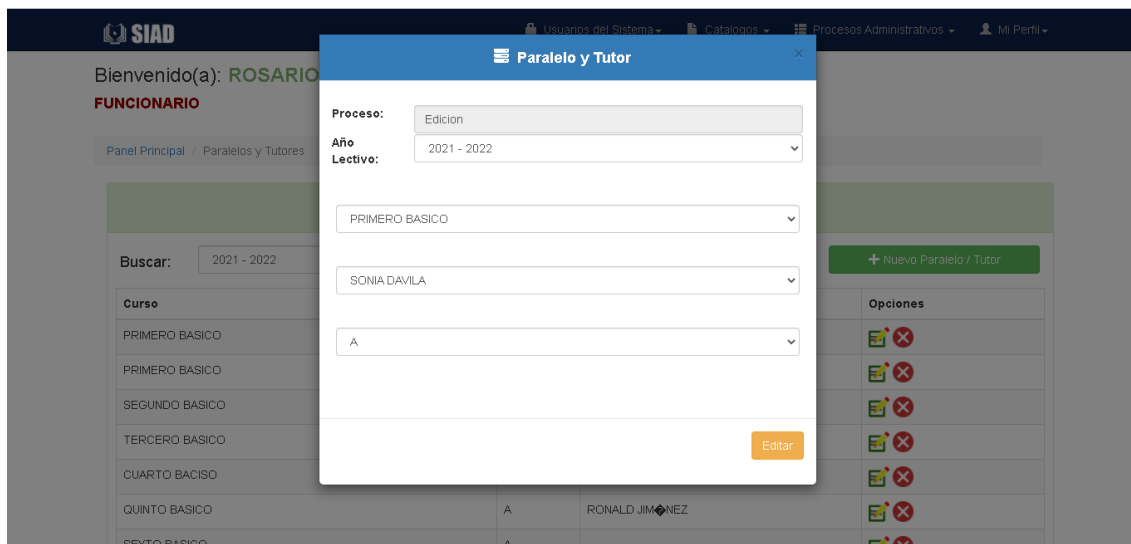 SIAD Usuarios del Sistema Catalogos Procesos Administrativos Mi Perfil
Paralelo y Tutor ×
Bienvenido(a): ROSARIO
FUNCIONARIO
Proceso: Edicion
Año Lectivo: 2021 - 2022
Panel Principal / Paralelos y Tutores
PRIMERO BASICO
Buscar: 2021 - 2022 + Nuevo Paralelo / Tutor
SONIA DAVILA
Curso Opciones
PRIMERO BASICO
A
PRIMERO BASICO
SEGUNDO BASICO
TERCERO BASICO
Editar
CUARTO BACISO
QUINTO BASICO A RONALD JIM�NEZ
SEXTO BASICO A